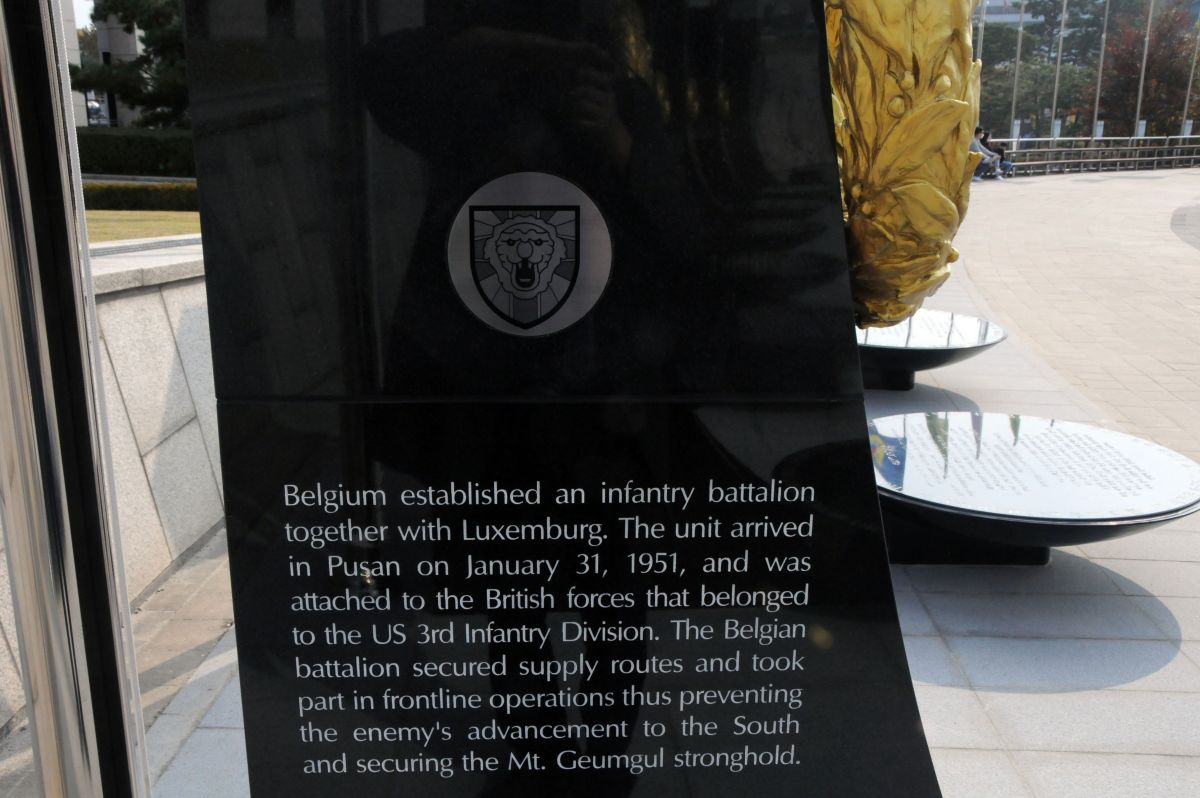 Belgium established an infantry battalion
together with Luxemburg. The unit arrived
in Pusan on January 31, 1951, and was
attached to the British forces that belonged
to the US 3rd Infantry Division. The Belgian
battalion secured supply routes and took
part in frontline operations thus preventing
the enemy's advancement to the South
and securing the Mt. Geumgul stronghold.